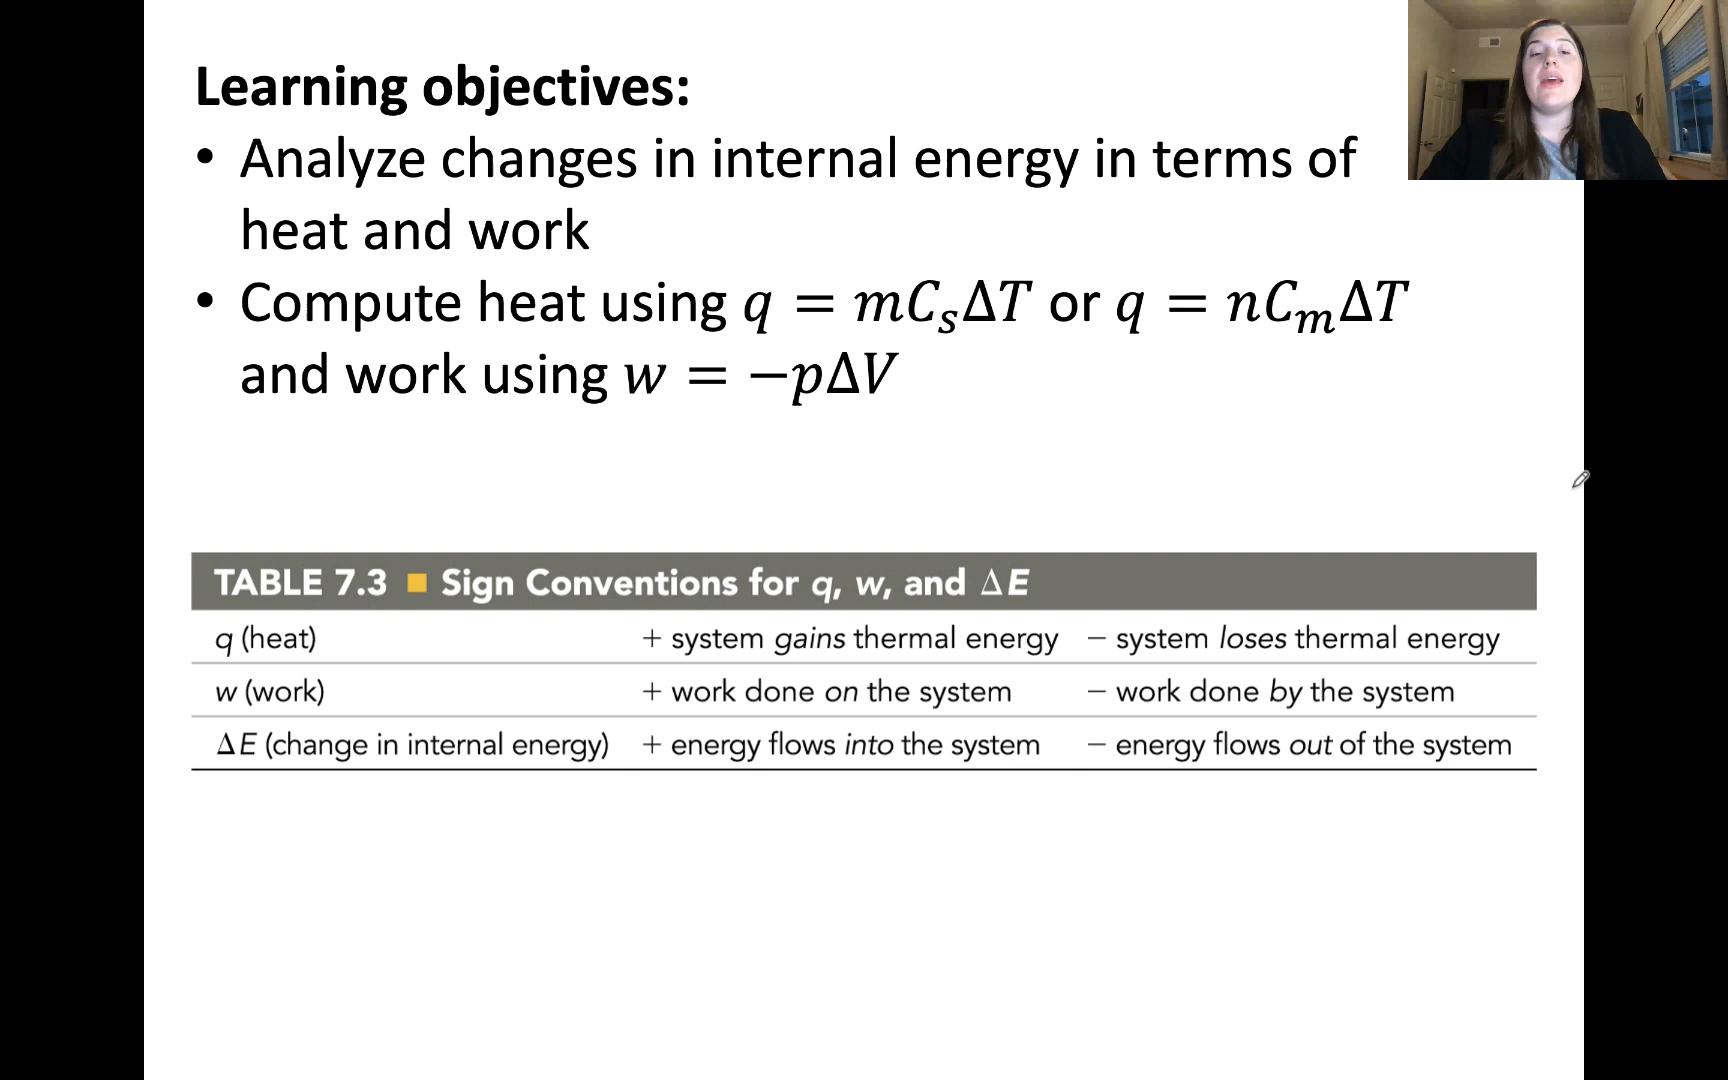 Learning objectives:
• Analyze changes in internal energy in terms of
heat and work
• Compute heat using q = mCₛΔT or q = nCₘΔT
and work using w = −pΔV
TABLE 7.3 ■ Sign Conventions for q, w, and ΔE
q (heat) + system gains thermal energy − system loses thermal energy
w (work) + work done on the system − work done by the system
ΔE (change in internal energy) + energy flows into the system − energy flows out of the system